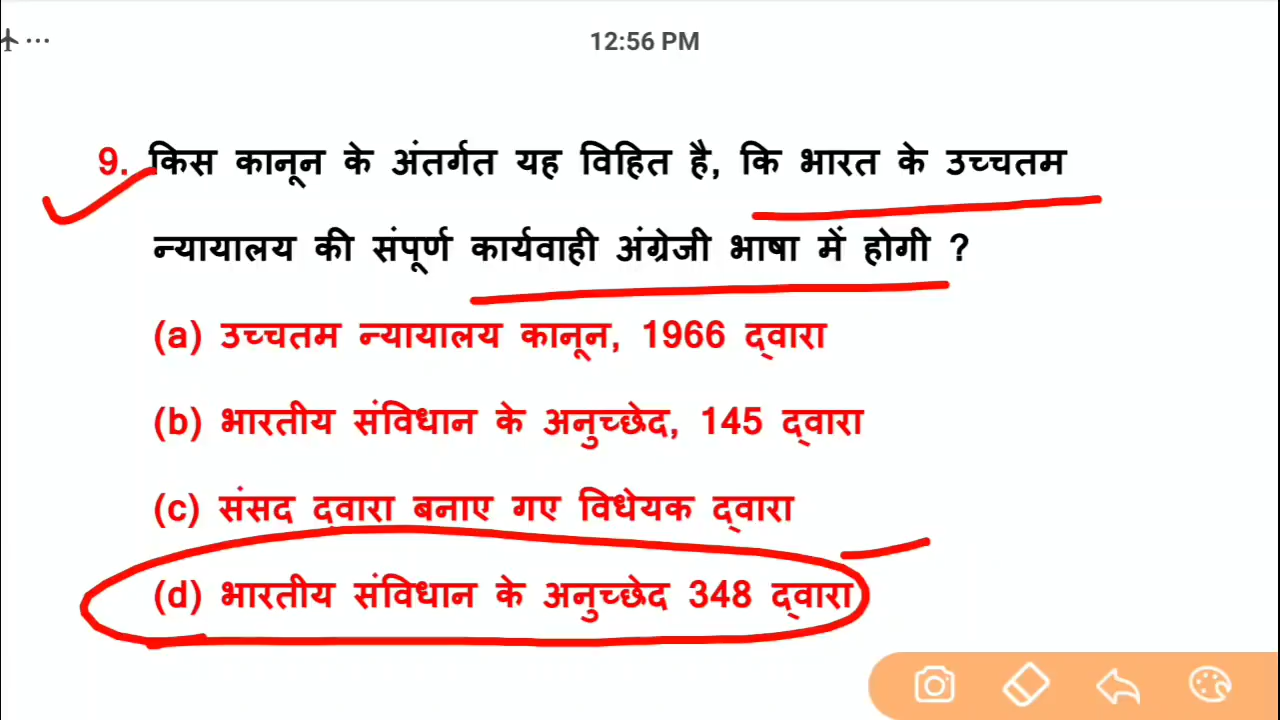 12:56 PM
9. किस कानून के अंतर्गत यह विहित है, कि भारत के उच्चतम
न्यायालय की संपूर्ण कार्यवाही अंग्रेजी भाषा में होगी ?
(a) उच्चतम न्यायालय कानून, 1966 द्वारा
(b) भारतीय संविधान के अनुच्छेद, 145 द्वारा
(c) संसद द्वारा बनाए गए विधेयक द्वारा
(d) भारतीय संविधान के अनुच्छेद 348 द्वारा